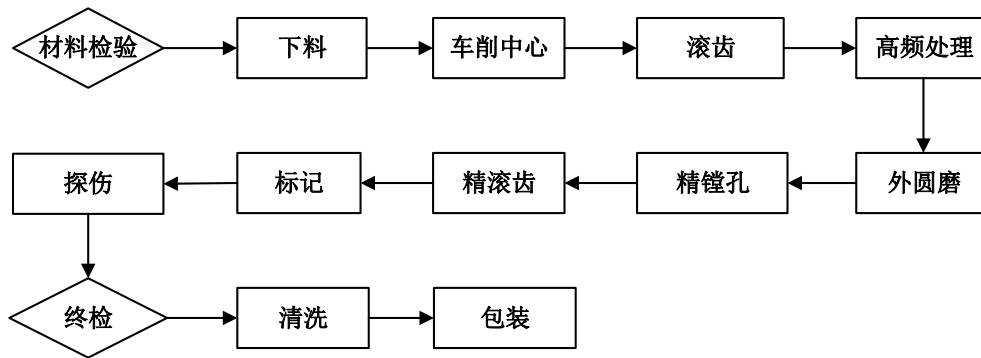 材料检验
下料
车削中心
滚齿
高频处理
外圆磨
精镗孔
精滚齿
标记
探伤
终检
清洗
包装